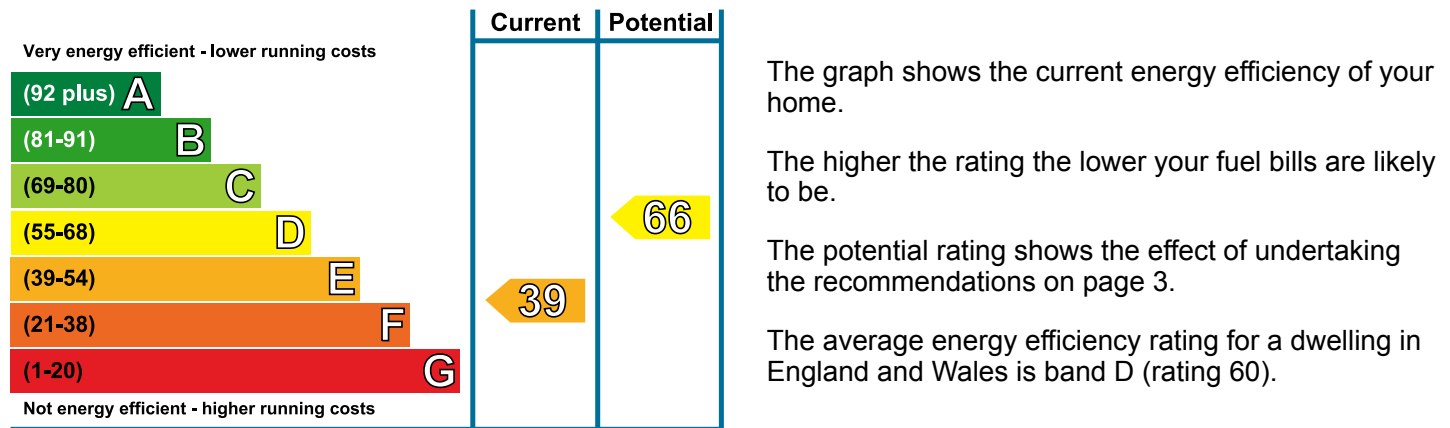 Current Potential
Very energy efficient - lower running costs
(92 plus) A
(81-91) B
(69-80) C
(55-68) D
(39-54) E
(21-38) F
(1-20) G
Not energy efficient - higher running costs
66
39
The graph shows the current energy efficiency of your
home.
The higher the rating the lower your fuel bills are likely
to be.
The potential rating shows the effect of undertaking
the recommendations on page 3.
The average energy efficiency rating for a dwelling in
England and Wales is band D (rating 60).